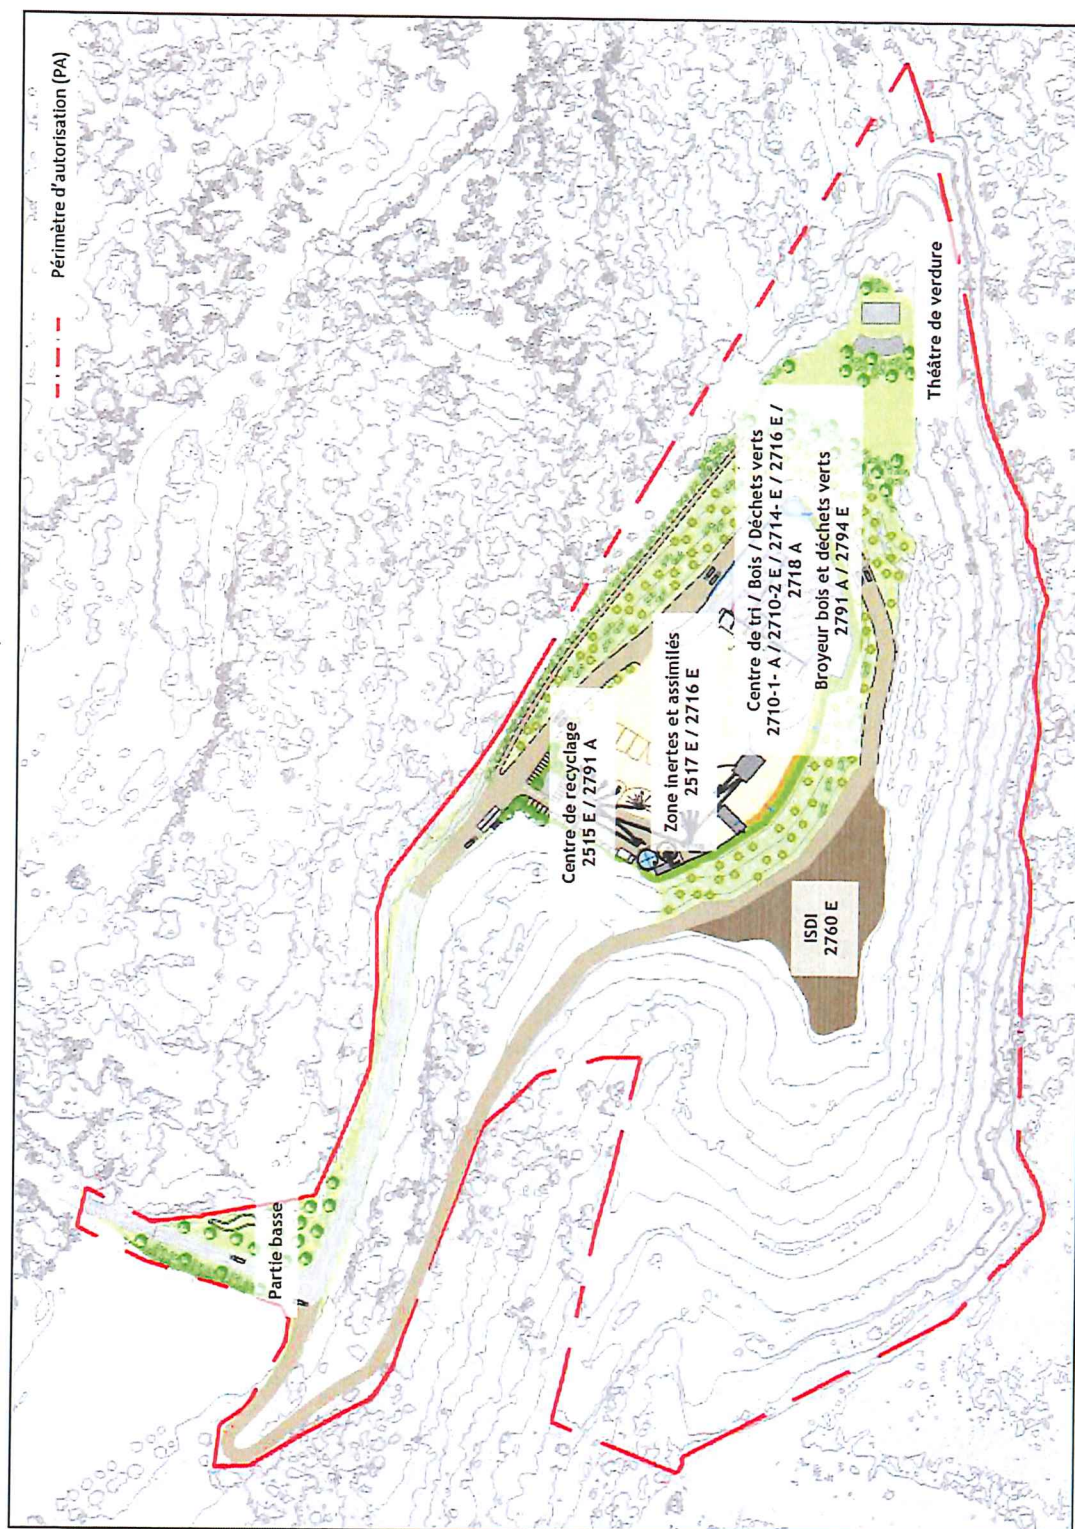 Périmètre d'autorisation (PA)
Partie basse
Centre de recyclage
2515 E / 2791 A
Zone inertes et assimilés
2517 E / 2716 E
Centre de tri / Bois / Déchets verts
2710-1- A / 2710-2 E / 2714- E / 2716 E /
2718 A
Broyeur bois et déchets verts
2791 A / 2794 E
ISDI
2760 E
Théâtre de verdure